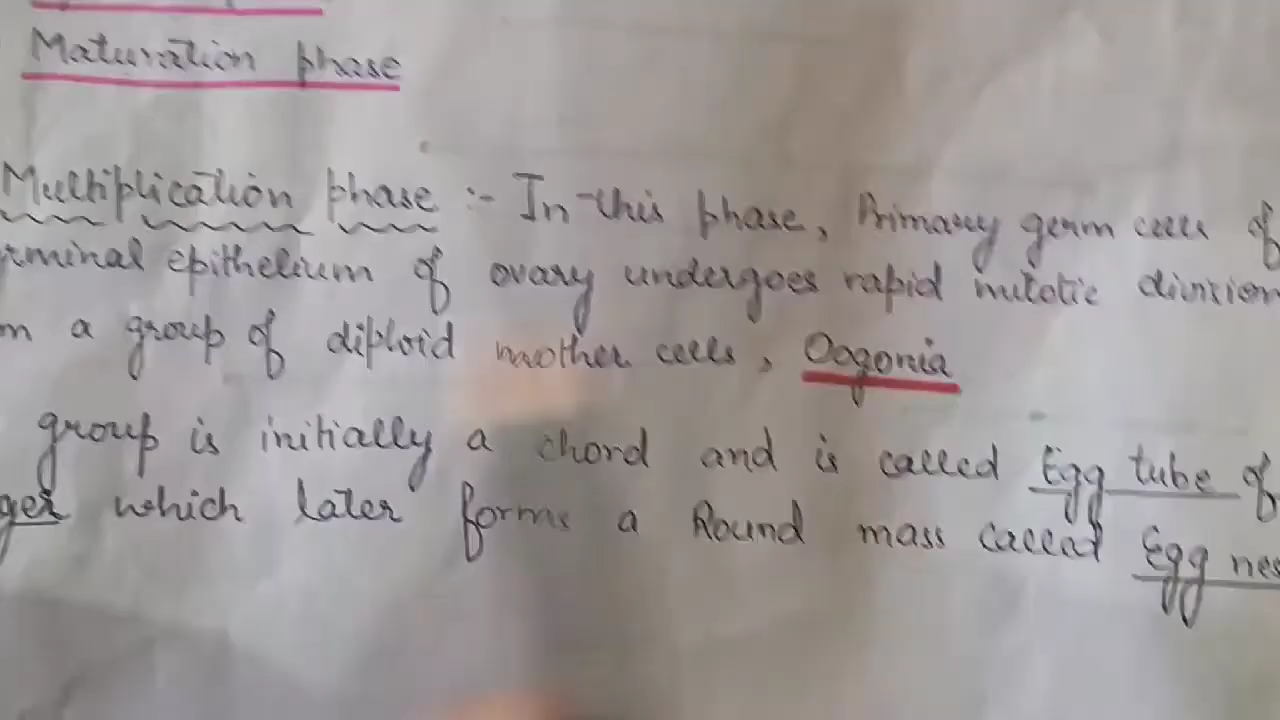 Maturation phase
Multiplication phase :- In this phase, Primary germ cells of
rminal epithelium of ovary undergoes rapid mitotic division
m a group of diploid mother cells, Oogonia
group is initially a chord and is called Egg tube of
ger which later forms a Round mass called Egg nes